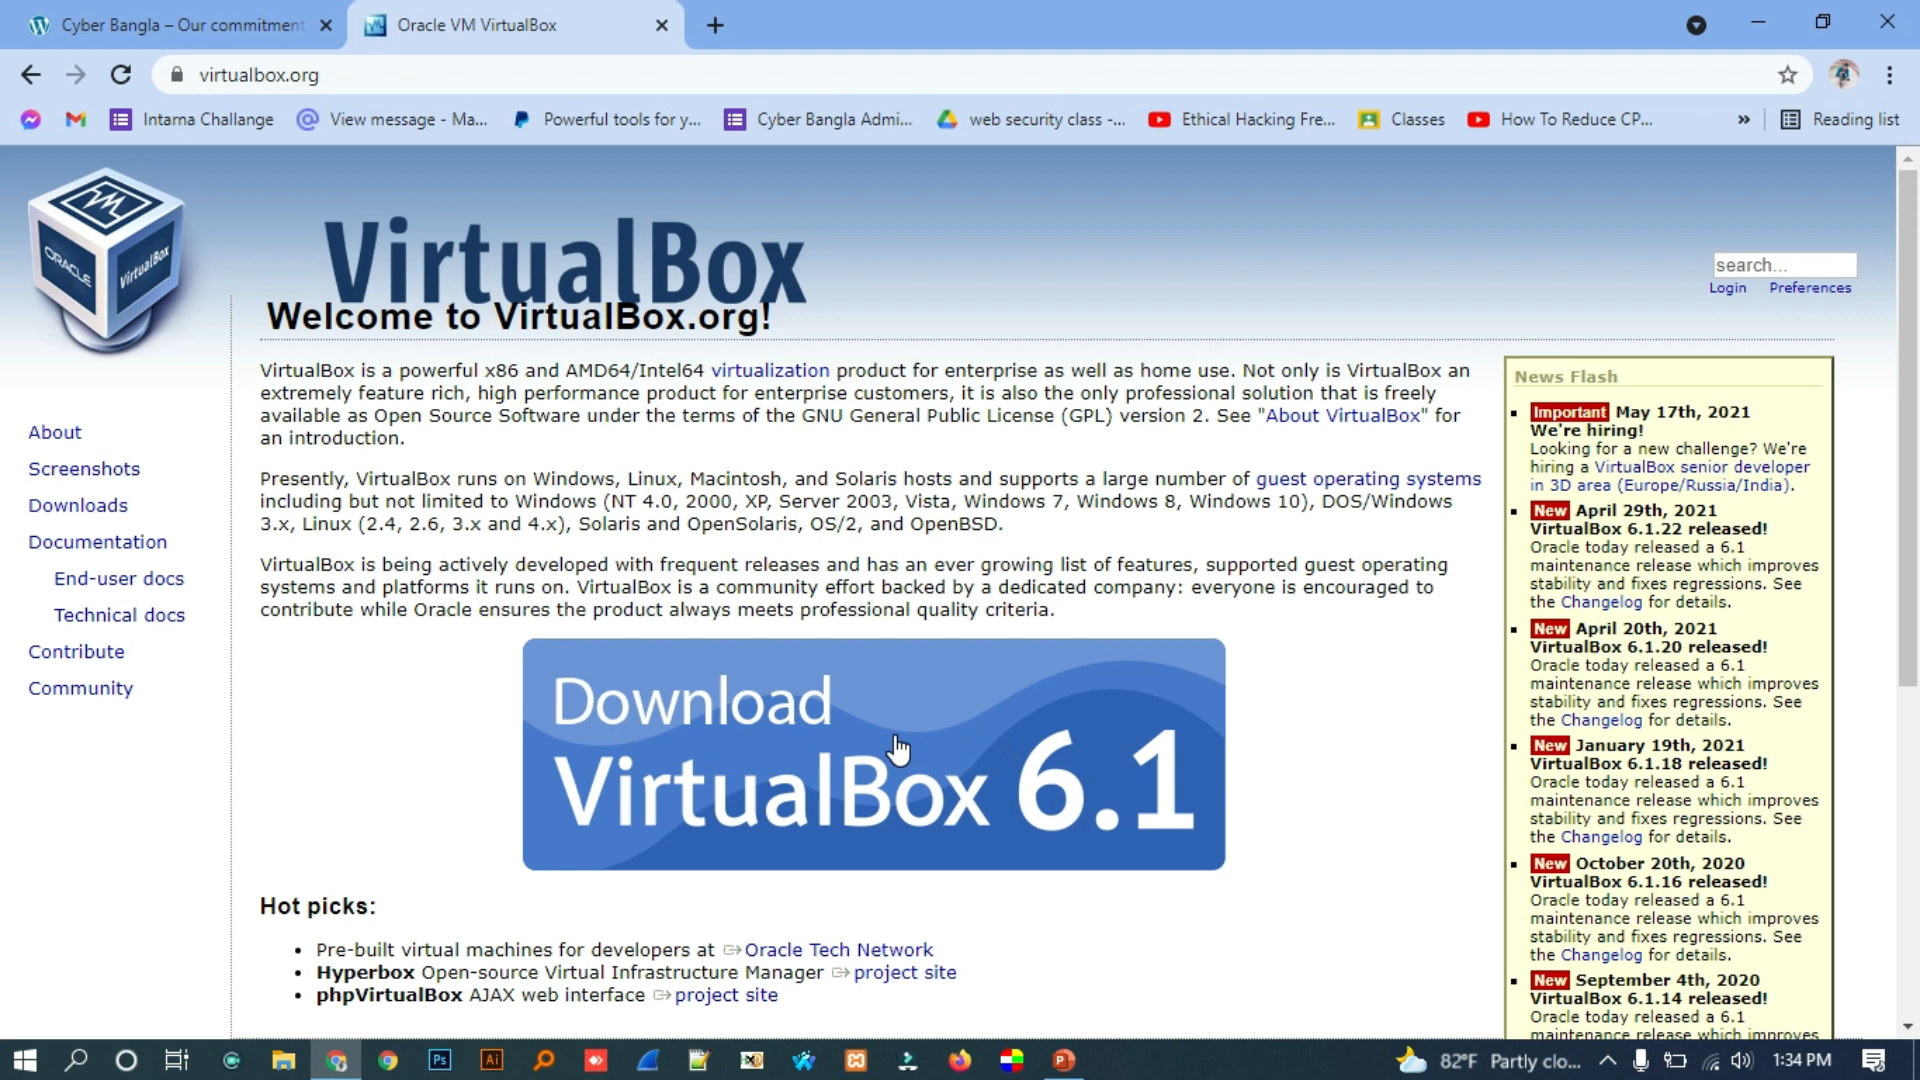 Cyber Bangla – Our commitment
Oracle VM VirtualBox
virtualbox.org
Intarna Challange
View message - Ma...
Powerful tools for y...
Cyber Bangla Admi...
web security class -...
Ethical Hacking Fre...
Classes
How To Reduce CP...
»
Reading list
ORACLE
VirtualBox
VirtualBox
search...
Login Preferences
Welcome to VirtualBox.org!
VirtualBox is a powerful x86 and AMD64/Intel64 virtualization product for enterprise as well as home use. Not only is VirtualBox an
extremely feature rich, high performance product for enterprise customers, it is also the only professional solution that is freely
available as Open Source Software under the terms of the GNU General Public License (GPL) version 2. See "About VirtualBox" for
an introduction.
Presently, VirtualBox runs on Windows, Linux, Macintosh, and Solaris hosts and supports a large number of guest operating systems
including but not limited to Windows (NT 4.0, 2000, XP, Server 2003, Vista, Windows 7, Windows 8, Windows 10), DOS/Windows
3.x, Linux (2.4, 2.6, 3.x and 4.x), Solaris and OpenSolaris, OS/2, and OpenBSD.
VirtualBox is being actively developed with frequent releases and has an ever growing list of features, supported guest operating
systems and platforms it runs on. VirtualBox is a community effort backed by a dedicated company: everyone is encouraged to
contribute while Oracle ensures the product always meets professional quality criteria.
Download
VirtualBox 6.1
Hot picks:
• Pre-built virtual machines for developers at Oracle Tech Network
• Hyperbox Open-source Virtual Infrastructure Manager project site
• phpVirtualBox AJAX web interface project site
About
Screenshots
Downloads
Documentation
End-user docs
Technical docs
Contribute
Community
News Flash
Important May 17th, 2021
We're hiring!
Looking for a new challenge? We're
hiring a VirtualBox senior developer
in 3D area (Europe/Russia/India).
New April 29th, 2021
VirtualBox 6.1.22 released!
Oracle today released a 6.1
maintenance release which improves
stability and fixes regressions. See
the Changelog for details.
New April 20th, 2021
VirtualBox 6.1.20 released!
Oracle today released a 6.1
maintenance release which improves
stability and fixes regressions. See
the Changelog for details.
New January 19th, 2021
VirtualBox 6.1.18 released!
Oracle today released a 6.1
maintenance release which improves
stability and fixes regressions. See
the Changelog for details.
New October 20th, 2020
VirtualBox 6.1.16 released!
Oracle today released a 6.1
maintenance release which improves
stability and fixes regressions. See
the Changelog for details.
New September 4th, 2020
VirtualBox 6.1.14 released!
Oracle today released a 6.1
maintenance release which improves
Ps
Ai
82°F Partly clo...
1:34 PM